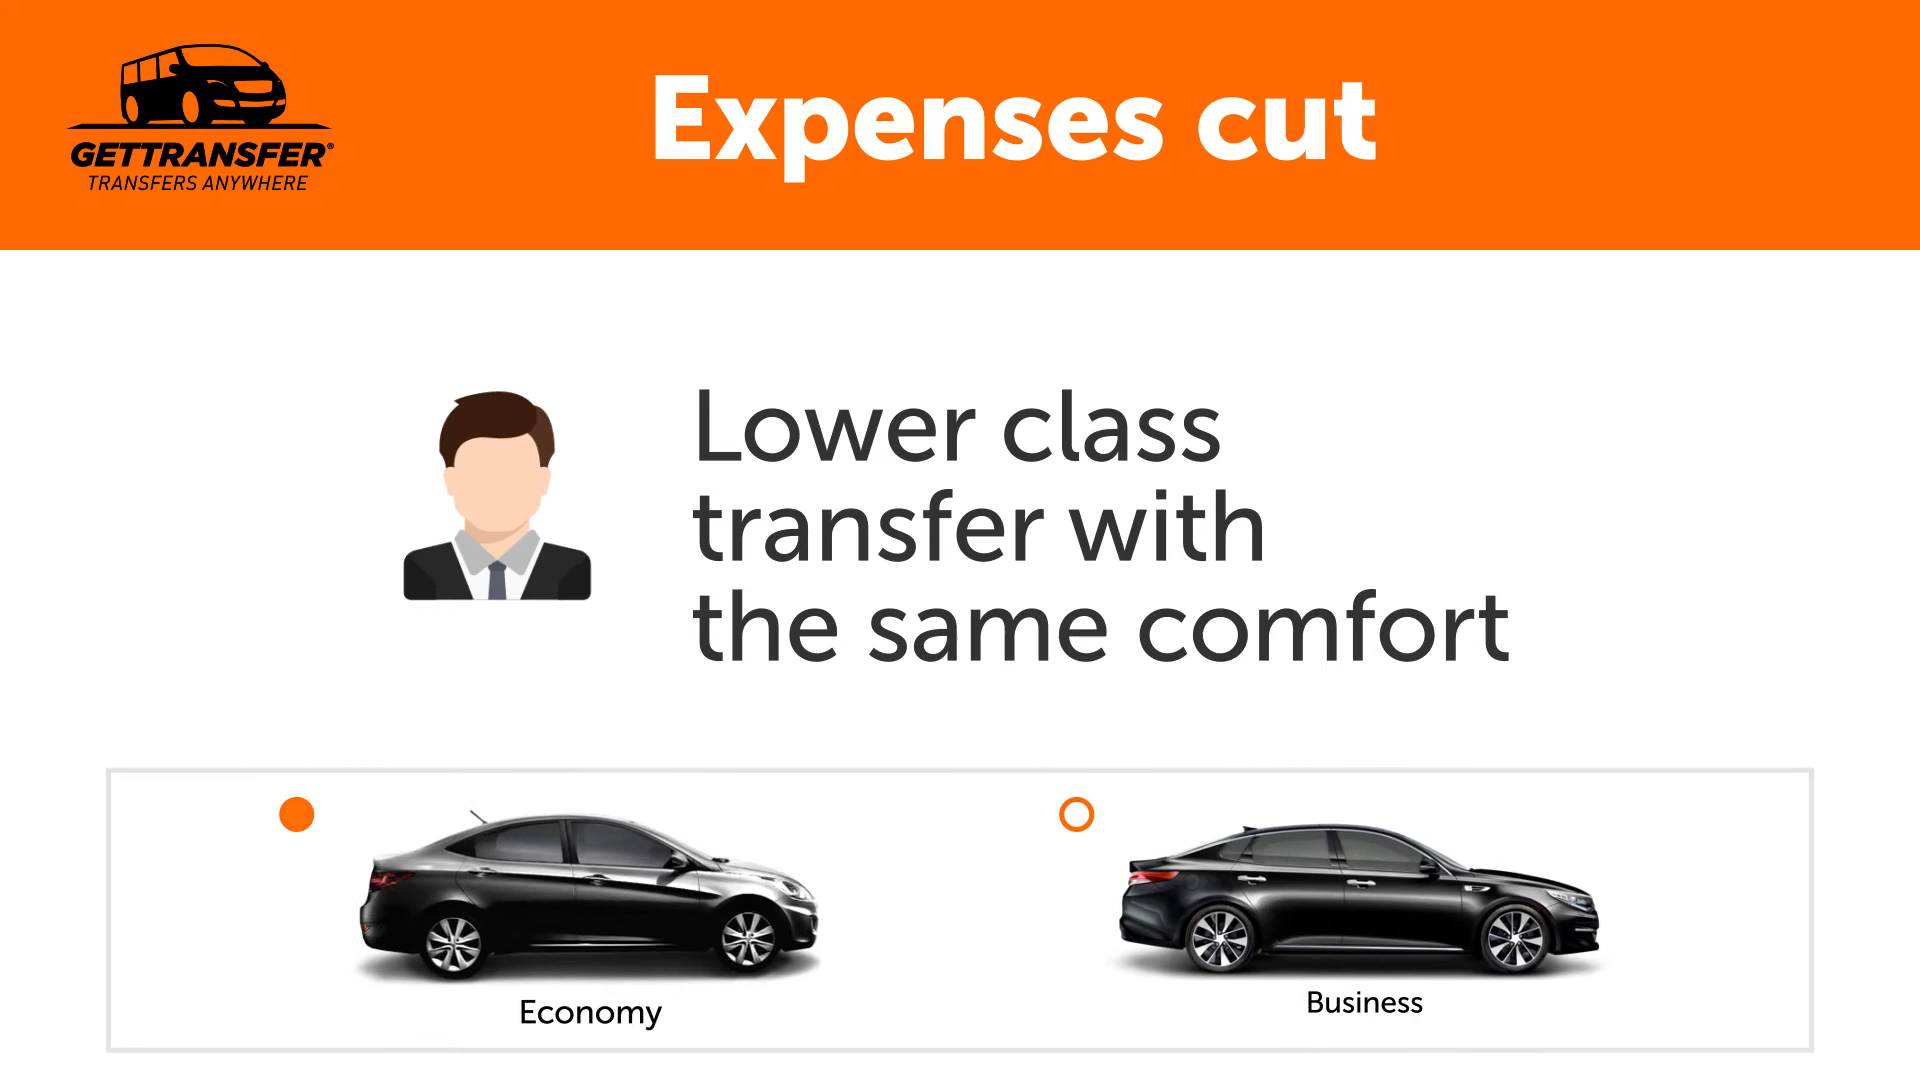 GETTRANSFER®
TRANSFERS ANYWHERE
Expenses cut
Lower class
transfer with
the same comfort
Economy
Business